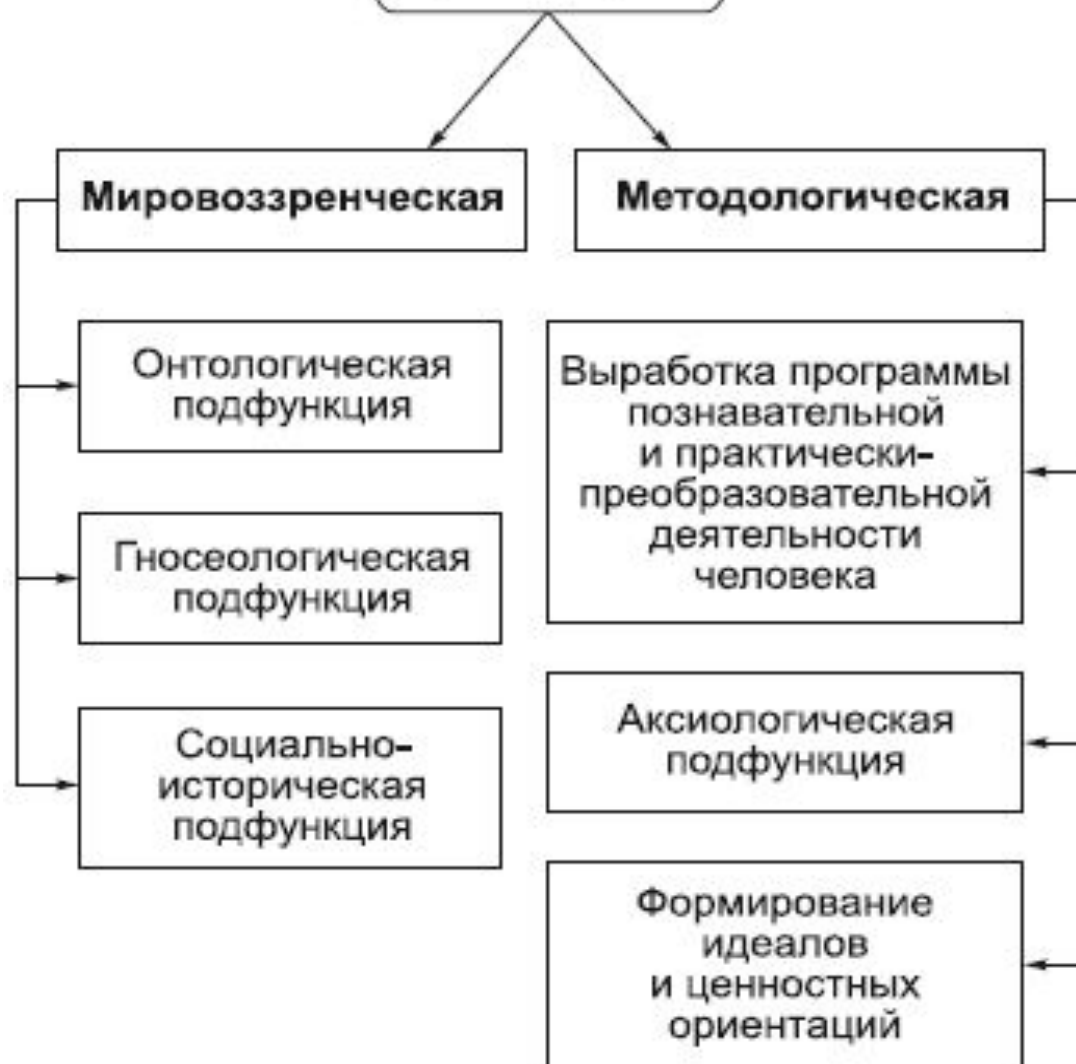 Мировоззренческая
Методологическая
Онтологическая
подфункция
Гносеологическая
подфункция
Социально-
историческая
подфункция
Выработка программы
познавательной
и практически-
преобразовательной
деятельности
человека
Аксиологическая
подфункция
Формирование
идеалов
и ценностных
ориентаций